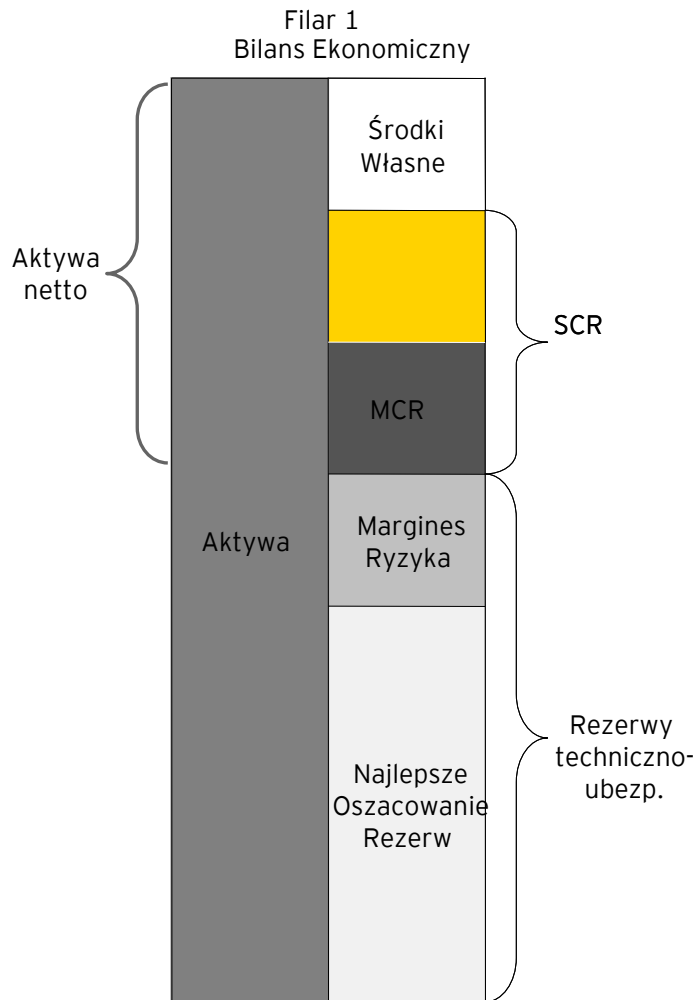 Filar 1
Bilans Ekonomiczny
Środki
Własne
Aktywa
netto
SCR
MCR
Aktywa
Margines
Ryzyka
Rezerwy
techniczno-
ubezp.
Najlepsze
Oszacowanie
Rezerw